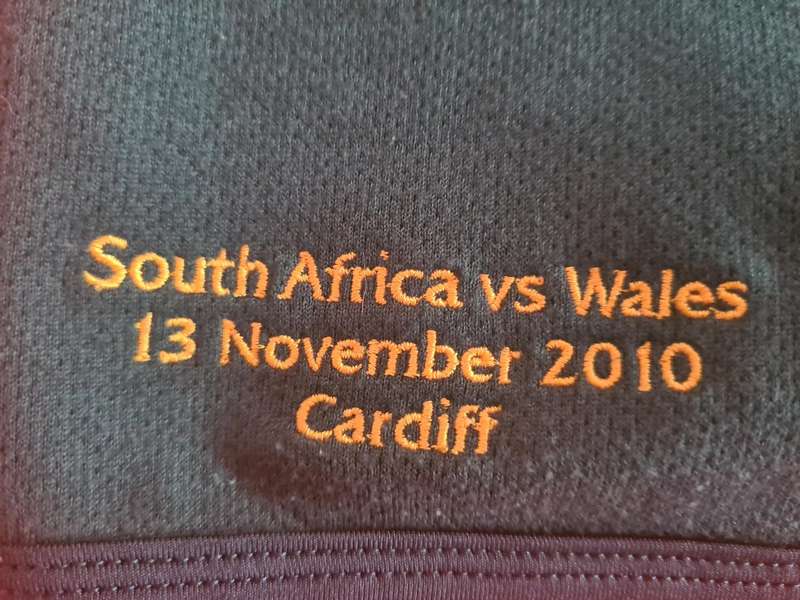 South Africa vs Wales
13 November 2010
Cardiff